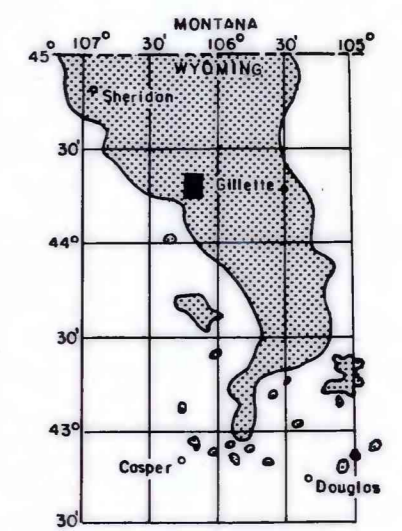 MONTANA
107° 30' 106° 30' 105°
45°
WYOMING
Sheridan
30'
Gillette
44°
30'
43°
Casper
Douglas
30'